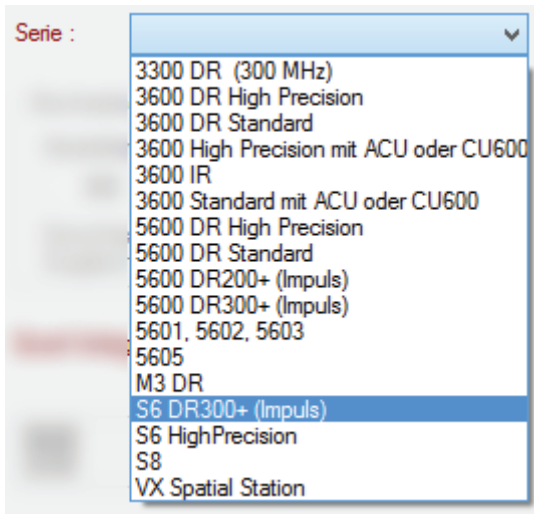 Serie :
3300 DR  (300 MHz)
3600 DR High Precision
3600 DR Standard
3600 High Precision mit ACU oder CU600
3600 IR
3600 Standard mit ACU oder CU600
5600 DR High Precision
5600 DR Standard
5600 DR200+ (Impuls)
5600 DR300+ (Impuls)
5601, 5602, 5603
5605
M3 DR
S6 DR300+ (Impuls)
S6 HighPrecision
S8
VX Spatial Station